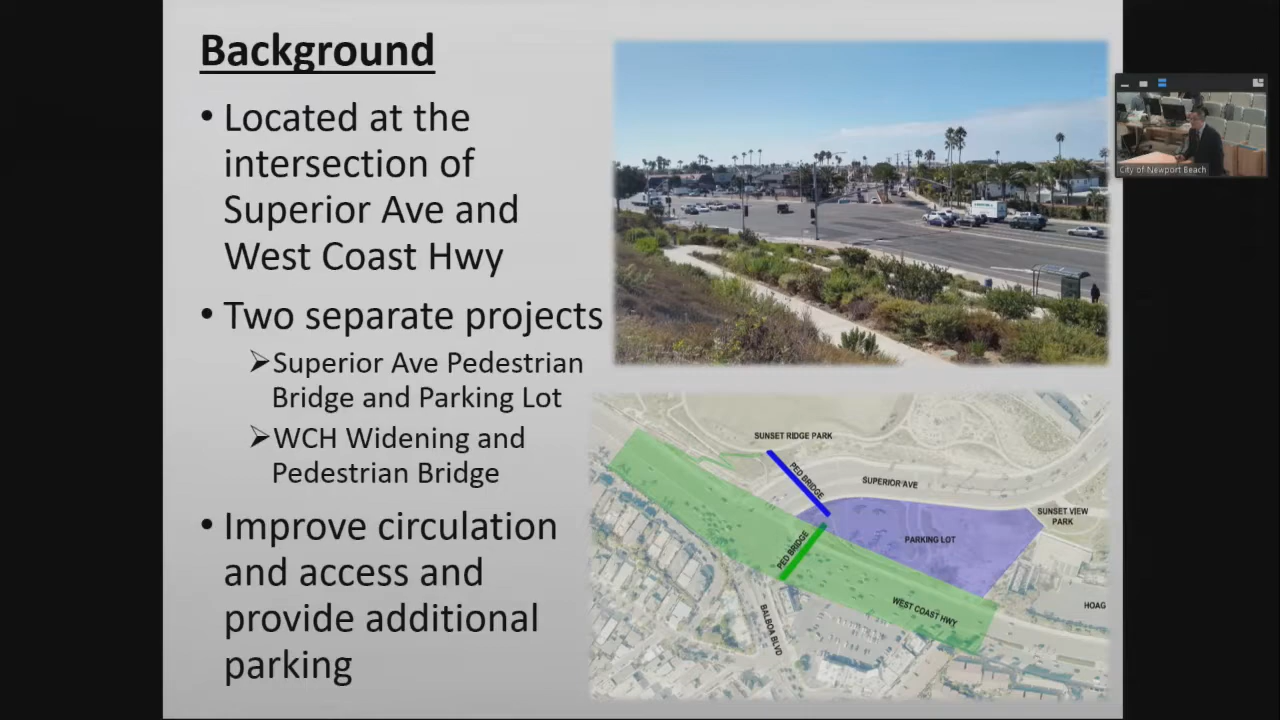 Background
• Located at the
intersection of
Superior Ave and
West Coast Hwy
• Two separate projects
➢Superior Ave Pedestrian
Bridge and Parking Lot
➢WCH Widening and
Pedestrian Bridge
• Improve circulation
and access and
provide additional
parking
City of Newport Beach
SUNSET RIDGE PARK
PED BRIDGE
SUPERIOR AVE
SUNSET VIEW
PARK
PARKING LOT
PED BRIDGE
WEST COAST HWY
HOAG
BALBOA BLVD